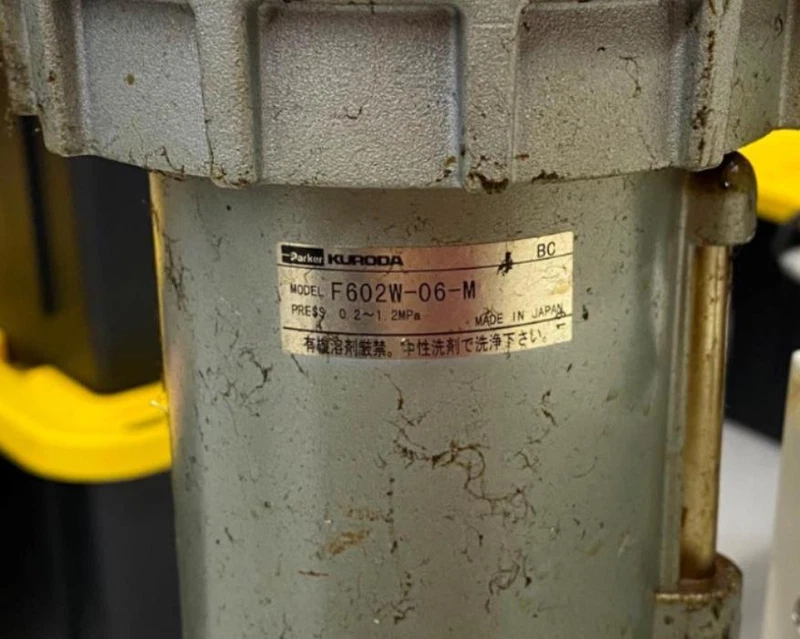 Parker KURODA BC
MODEL F602W-06-M
PRESS 0.2～1.2MPa MADE IN JAPAN
有機溶剤厳禁。中性洗剤で洗浄下さい。